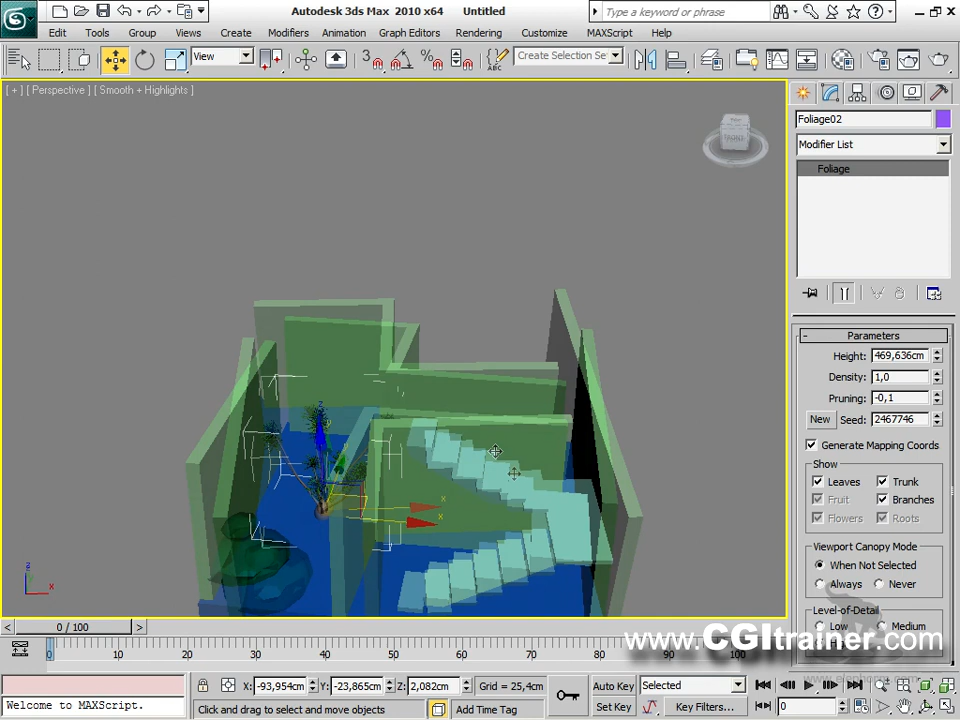 Autodesk 3ds Max 2010 x64 Untitled
Type a keyword or phrase
Edit Tools Group Views Create Modifiers Animation Graph Editors Rendering Customize MAXScript Help
View
3
%
ABC
Create Selection Se
[ + ] [ Perspective ] [ Smooth + Highlights ]
FRONT
Foliage02
Modifier List
Foliage
- Parameters
Height: 469,636cm
Density: 1,0
Pruning: -0,1
New Seed: 2467746
Generate Mapping Coords
Show
Leaves Trunk
Fruit Branches
Flowers Roots
Viewport Canopy Mode
When Not Selected
Always Never
Level-of-Detail
Low Medium
z
x
x
x
z
x
www.CGItrainer.com
< 0 / 100 >
0 10 20 30 40 50 60 70 80 90 100
X: -93,954cm Y: -23,865cm Z: 2,082cm Grid = 25,4cm
Auto Key Selected
Welcome to MAXScript.
Click and drag to select and move objects
Add Time Tag
Set Key Key Filters...
0